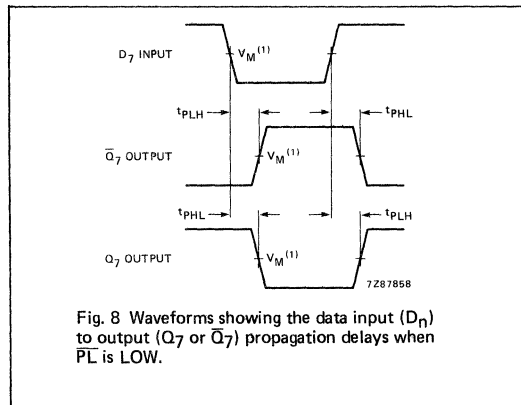 D7 INPUT
VM(1)
tPLH
tPHL
Q̅7 OUTPUT
VM(1)
tPHL
tPLH
Q7 OUTPUT
VM(1)
7Z87858
Fig. 8 Waveforms showing the data input (Dn)
to output (Q7 or Q̅7) propagation delays when
P̅L̅ is LOW.